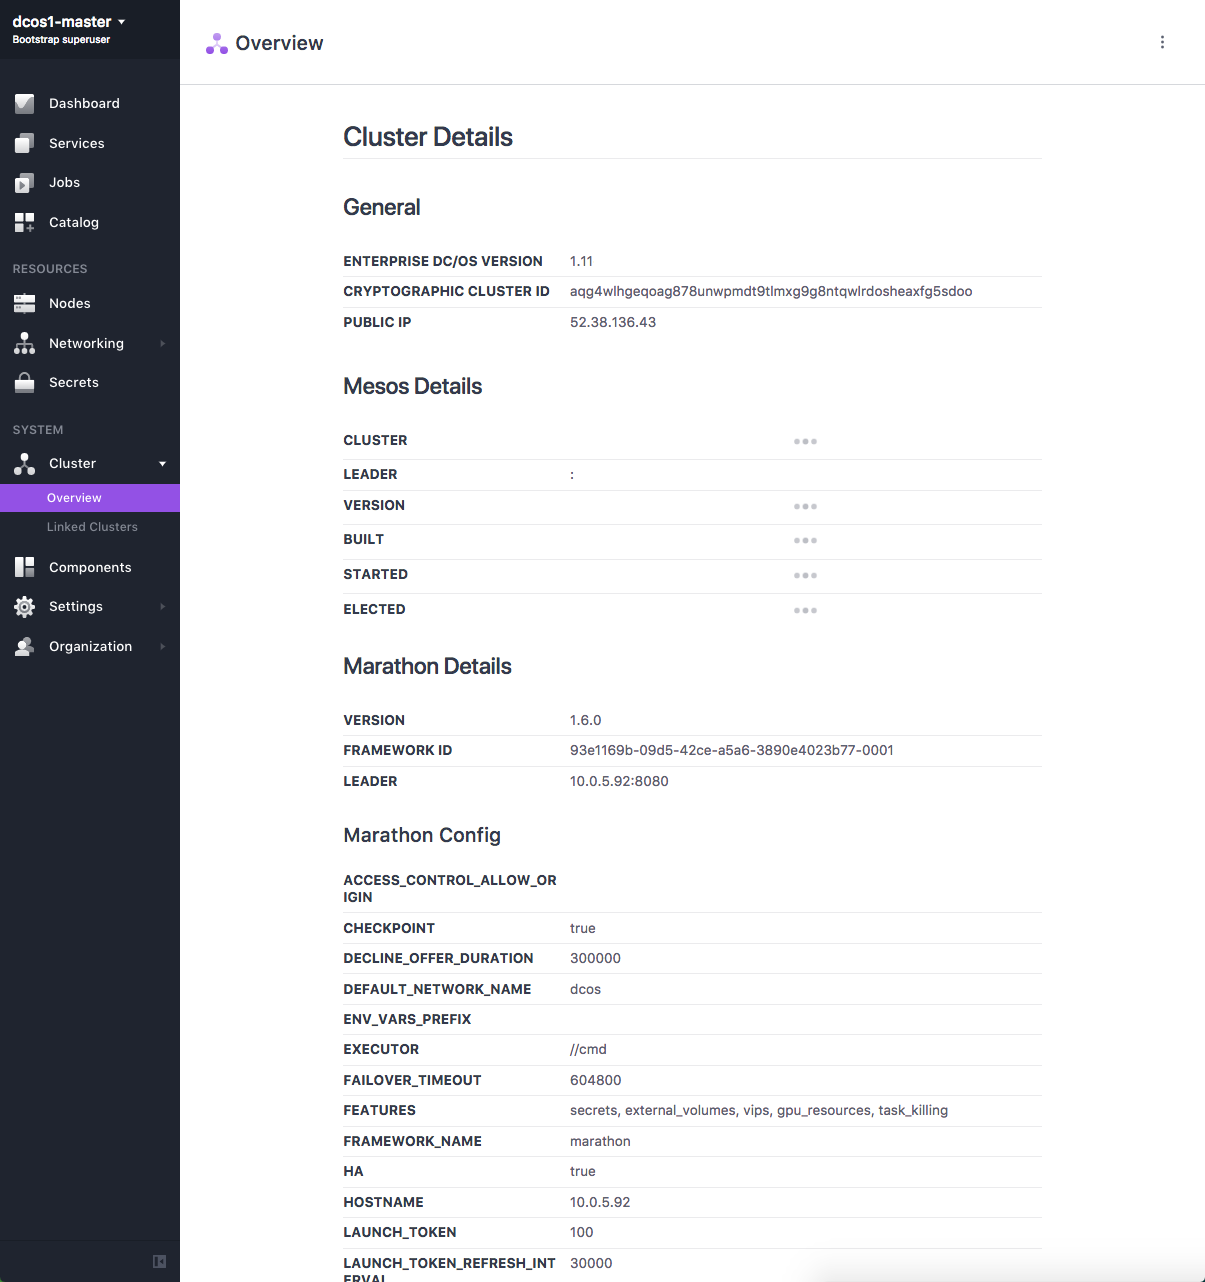 dcos1-master
Bootstrap superuser
Dashboard
Services
Jobs
Catalog
RESOURCES
Nodes
Networking
Secrets
SYSTEM
Cluster
Overview
Linked Clusters
Components
Settings
Organization
Overview
Cluster Details
General
ENTERPRISE DC/OS VERSION 1.11
CRYPTOGRAPHIC CLUSTER ID aqg4wlhgeqoag878unwpmdt9tlmxg9g8ntqwlrdosheaxfg5sdoo
PUBLIC IP 52.38.136.43
Mesos Details
CLUSTER
LEADER :
VERSION
BUILT
STARTED
ELECTED
Marathon Details
VERSION 1.6.0
FRAMEWORK ID 93e1169b-09d5-42ce-a5a6-3890e4023b77-0001
LEADER 10.0.5.92:8080
Marathon Config
ACCESS_CONTROL_ALLOW_OR
IGIN
CHECKPOINT true
DECLINE_OFFER_DURATION 300000
DEFAULT_NETWORK_NAME dcos
ENV_VARS_PREFIX
EXECUTOR //cmd
FAILOVER_TIMEOUT 604800
FEATURES secrets, external_volumes, vips, gpu_resources, task_killing
FRAMEWORK_NAME marathon
HA true
HOSTNAME 10.0.5.92
LAUNCH_TOKEN 100
LAUNCH_TOKEN_REFRESH_INT 30000
ERVAL